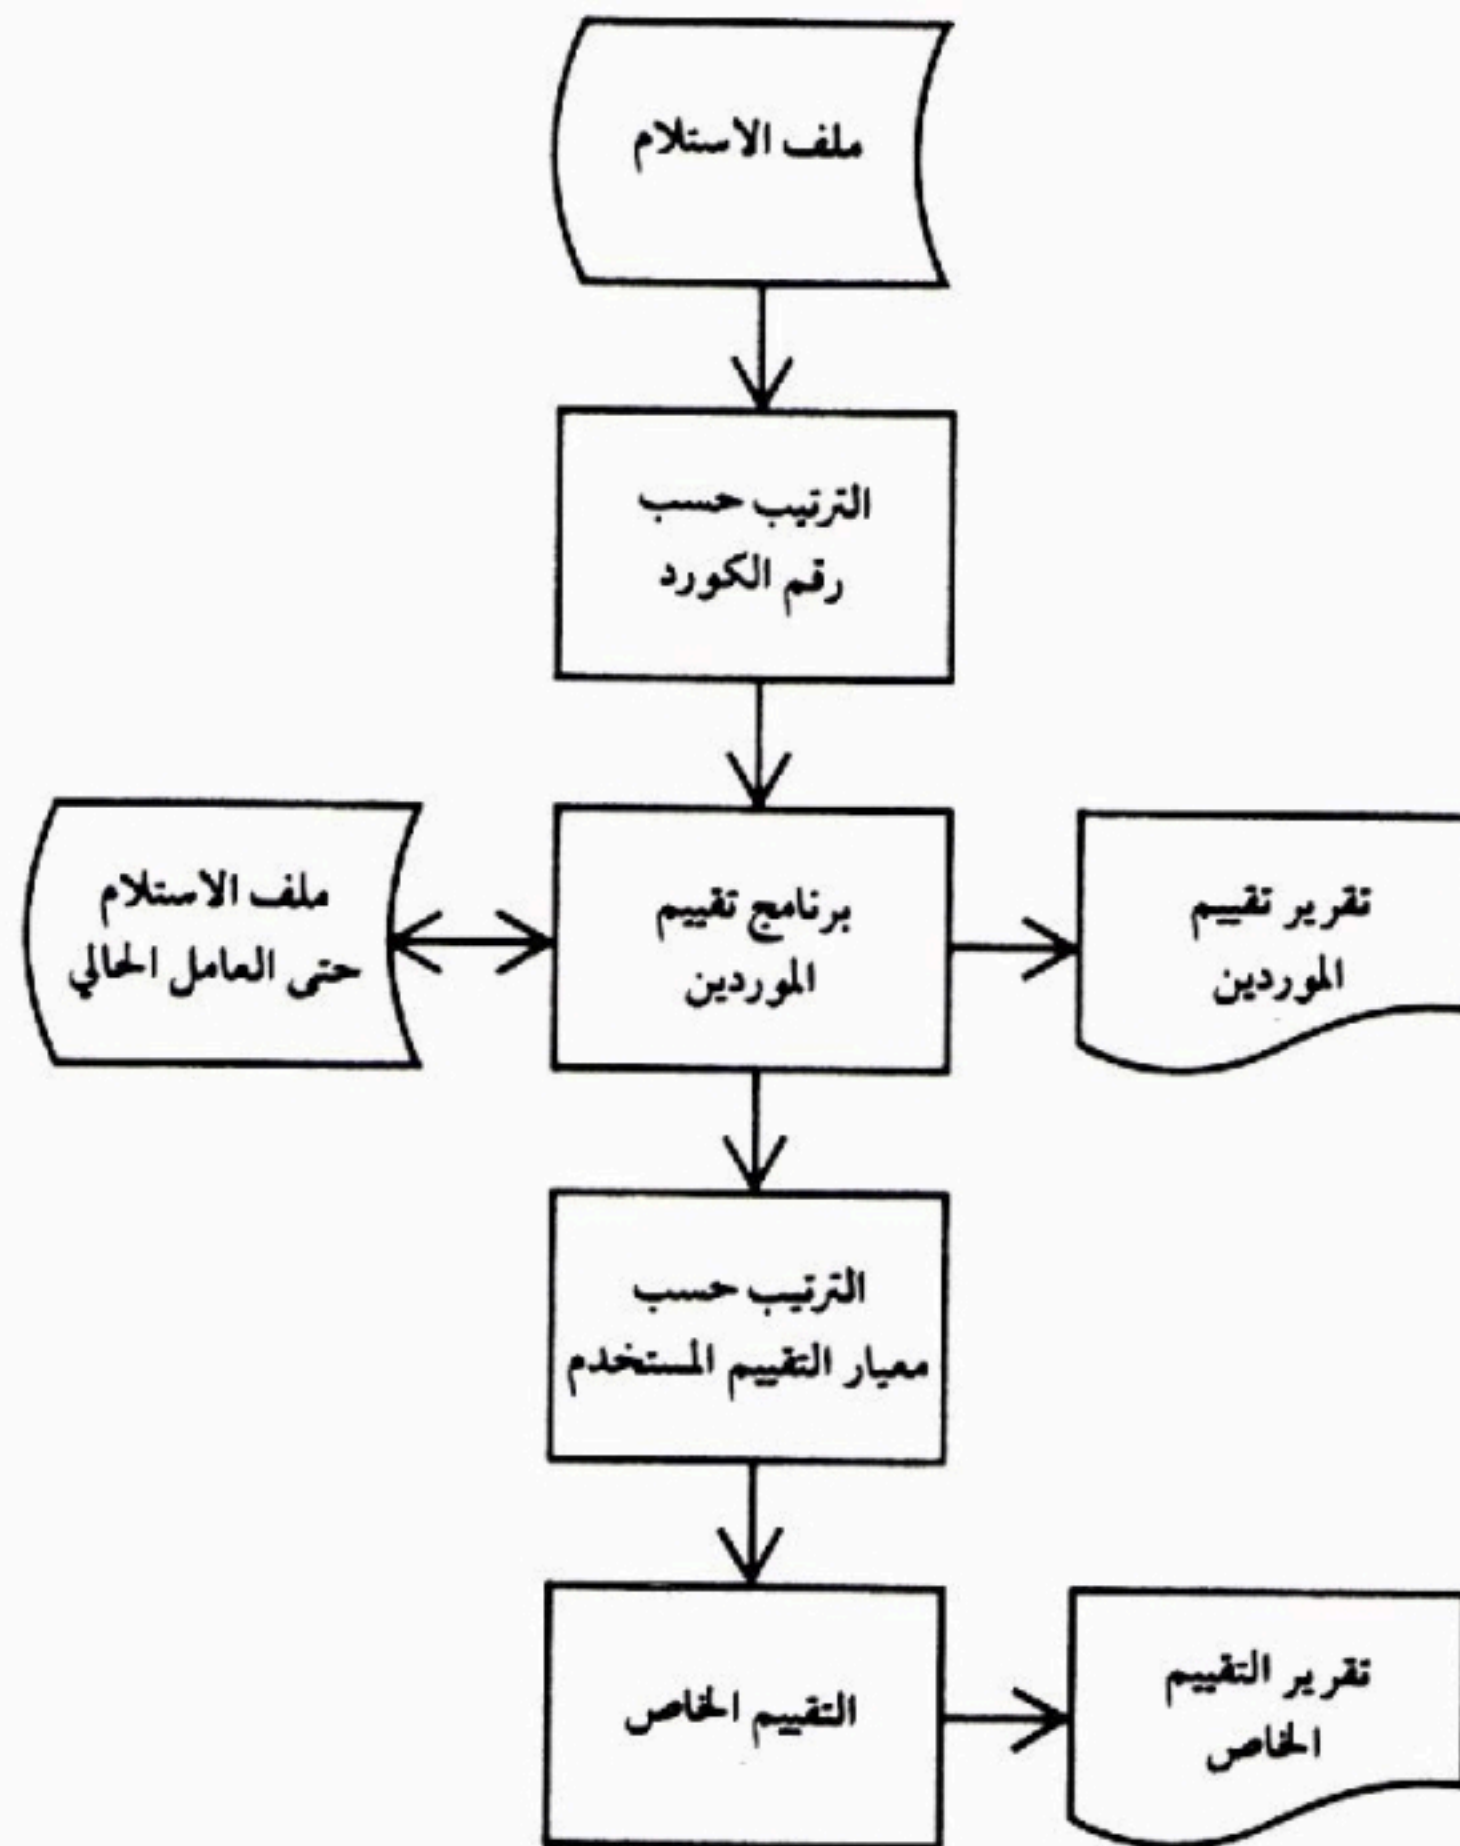 ملف الاستلام
الترتيب حسب
رقم الكورد
برنامج تقييم
الموردين
تقرير تقييم
الموردين
ملف الاستلام
حتى العامل الحالي
الترتيب حسب
معيار التقييم المستخدم
التقييم الخاص
تقرير التقييم
الخاص